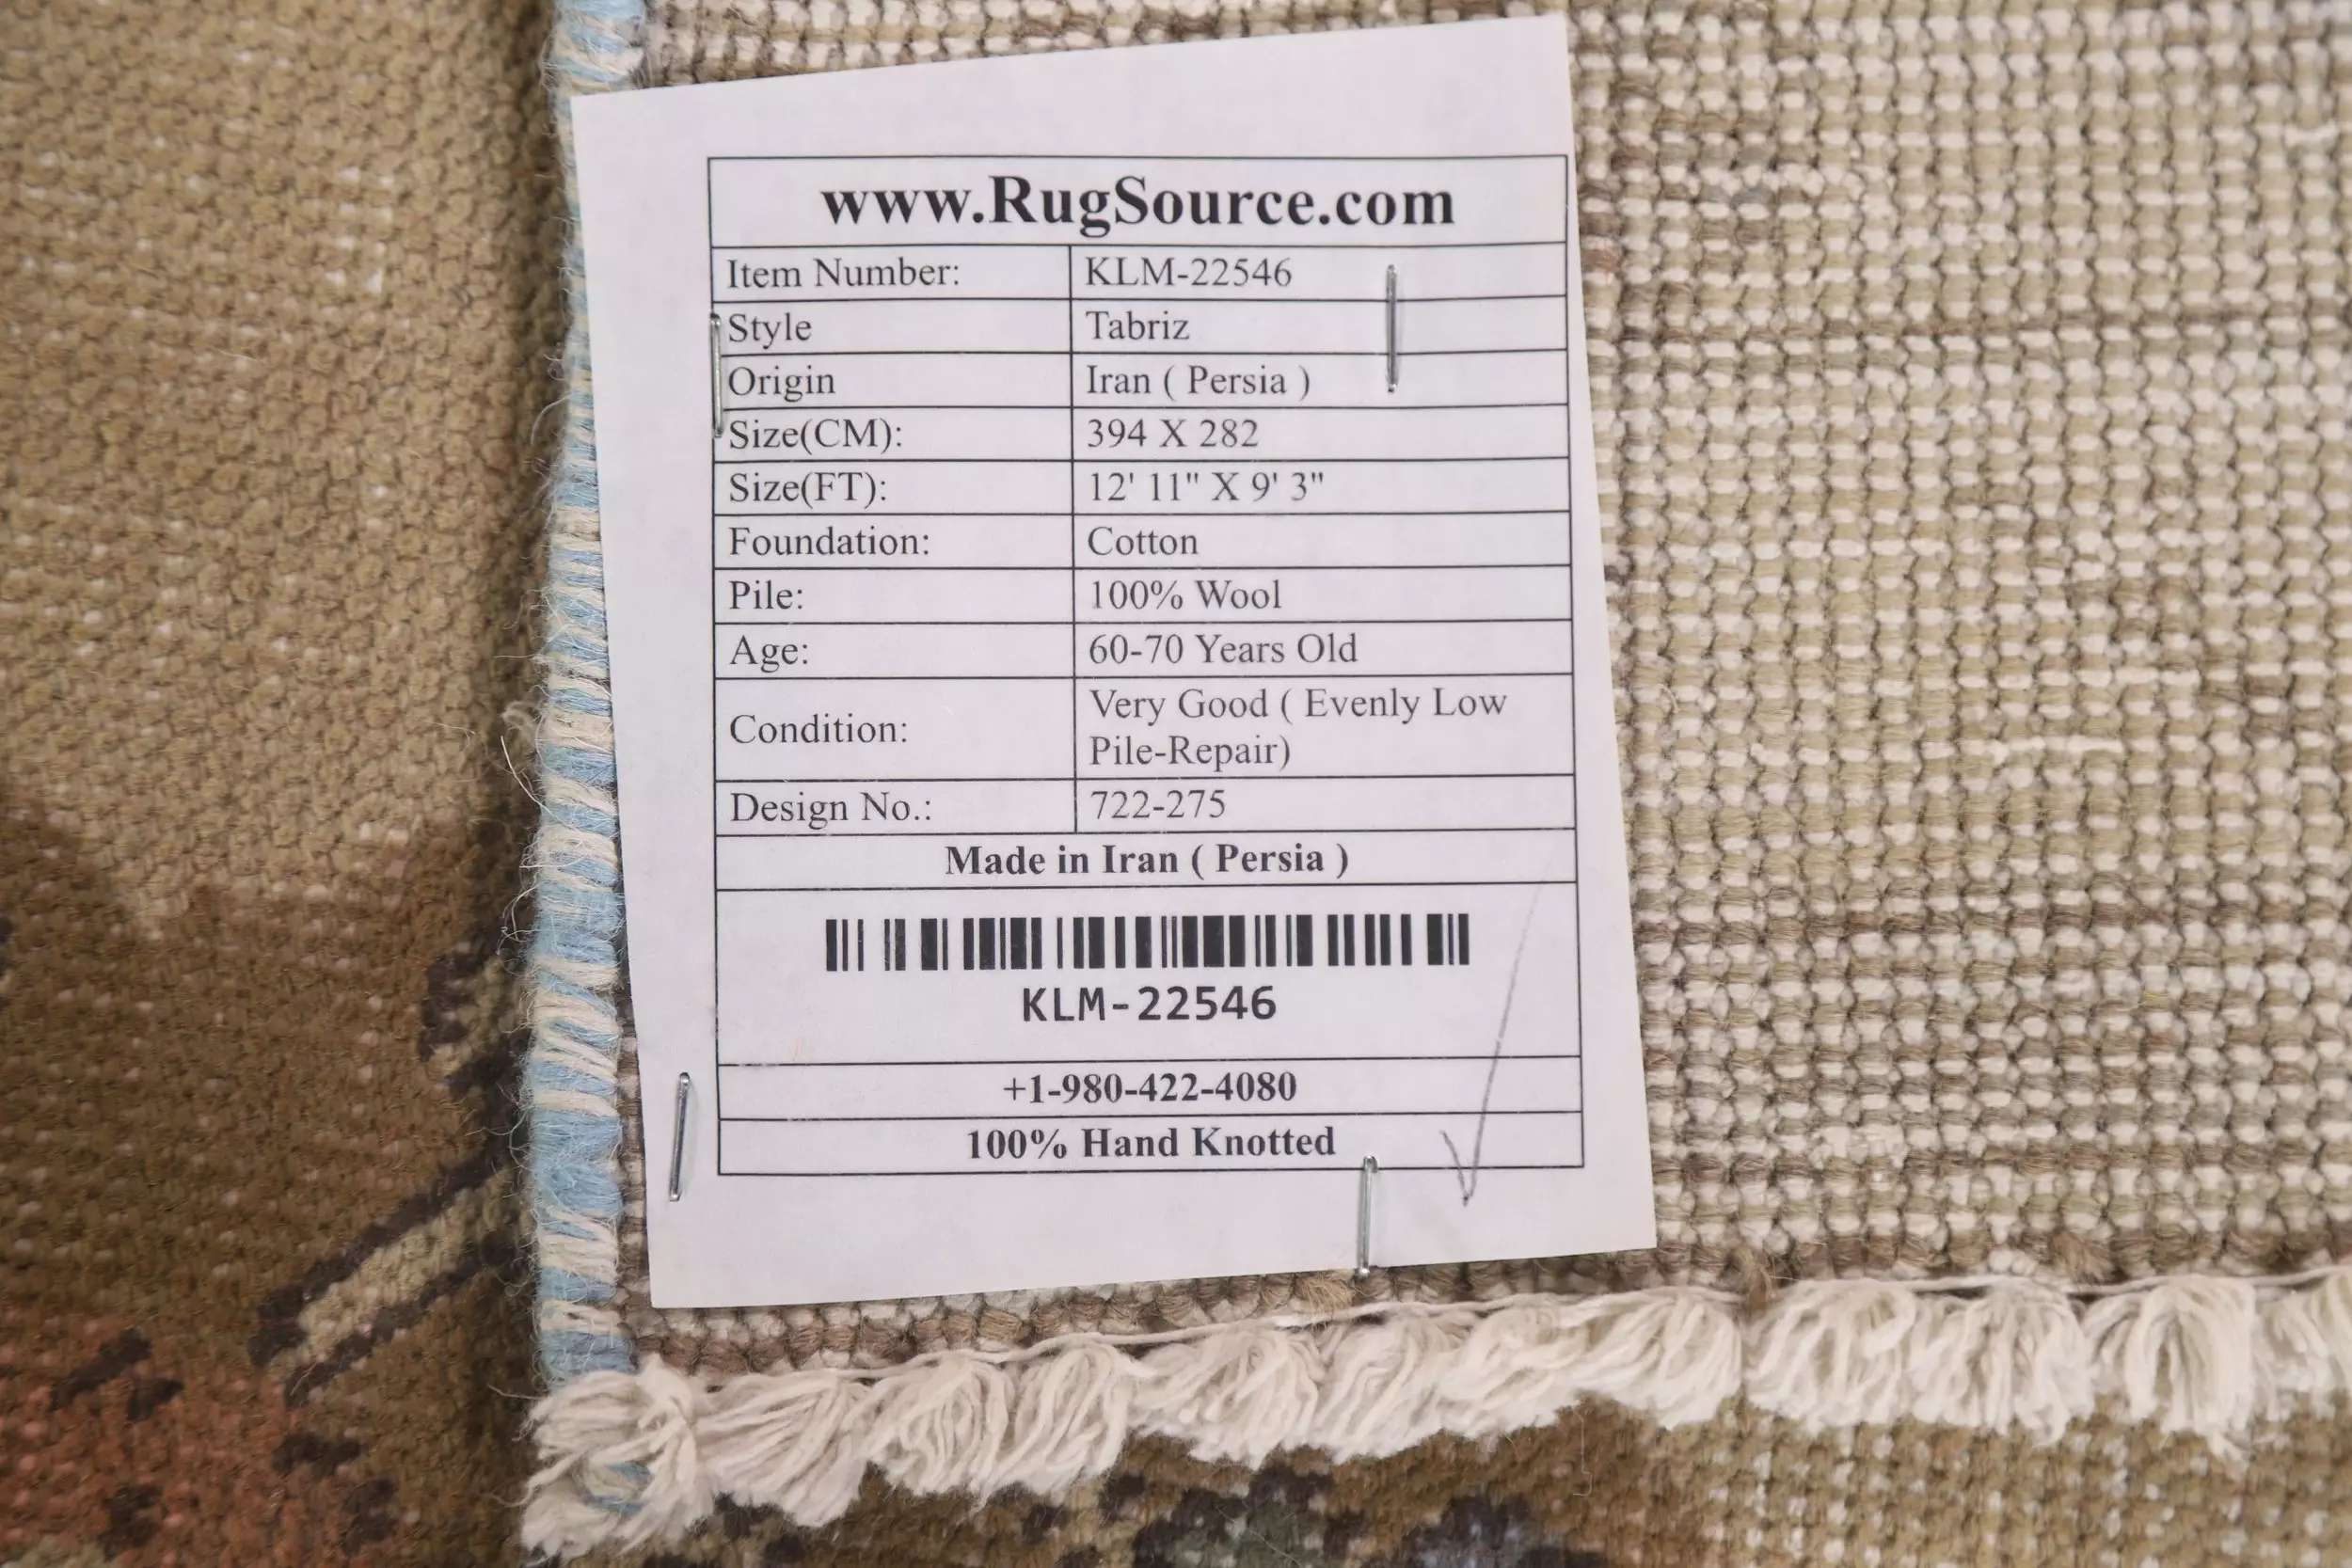 www.RugSource.com
Item Number: KLM-22546
Style Tabriz
Origin Iran ( Persia )
Size(CM): 394 X 282
Size(FT): 12' 11" X 9' 3"
Foundation: Cotton
Pile: 100% Wool
Age: 60-70 Years Old
Condition: Very Good ( Evenly Low
Pile-Repair)
Design No.: 722-275
Made in Iran ( Persia )
KLM-22546
+1-980-422-4080
100% Hand Knotted